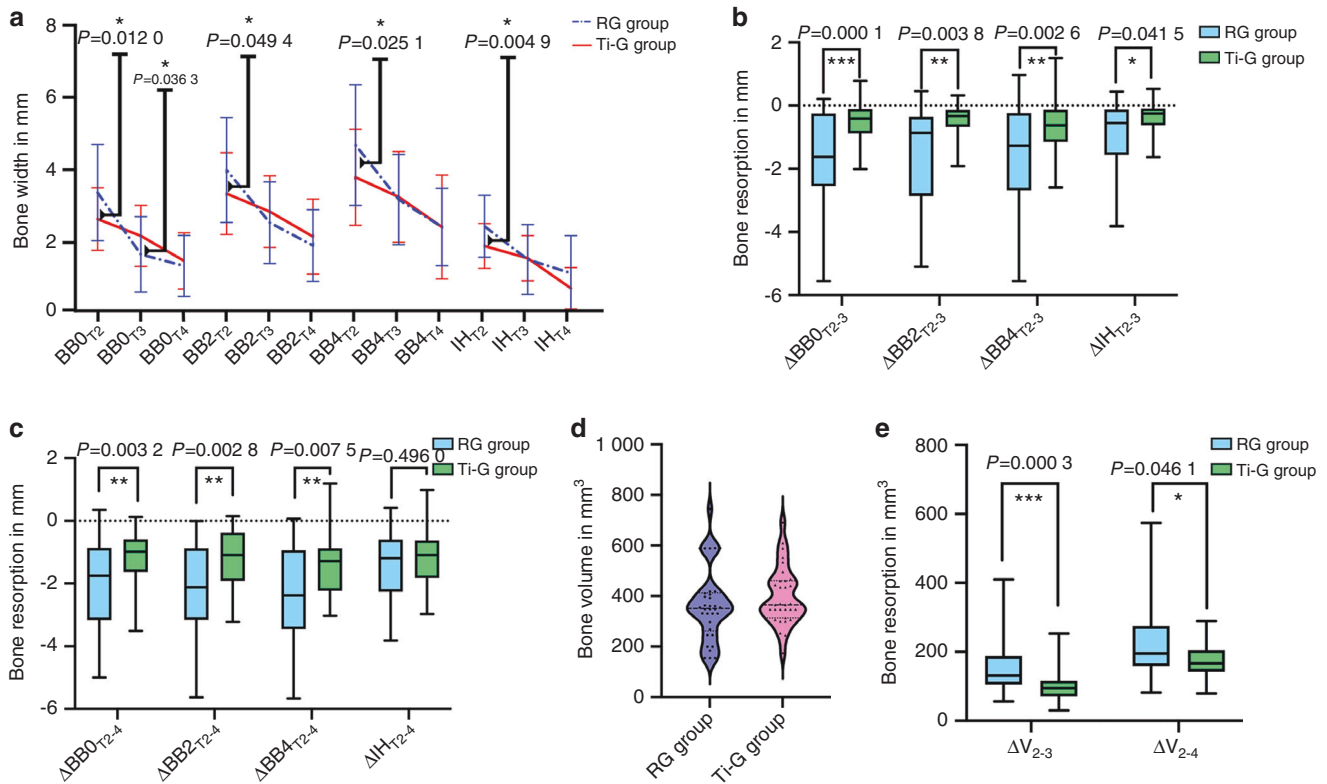 a
Bone width in mm
8
6
4
2
0
*
P=0.012 0
*
P=0.036 3
*
P=0.049 4
*
P=0.025 1
*
P=0.004 9
RG group
Ti-G group
BB0T2
BB0T3
BB0T4
BB2T2
BB2T3
BB2T4
BB4T2
BB4T3
BB4T4
IHT2
IHT3
IHT4
b
Bone resorption in mm
2
0
-2
-4
-6
P=0.000 1
P=0.003 8
P=0.002 6
P=0.041 5
***
**
**
*
RG group
Ti-G group
ΔBB0T2-3
ΔBB2T2-3
ΔBB4T2-3
ΔIHT2-3
c
Bone resorption in mm
2
0
-2
-4
-6
P=0.003 2
P=0.002 8
P=0.007 5
P=0.496 0
**
**
**
RG group
Ti-G group
ΔBB0T2-4
ΔBB2T2-4
ΔBB4T2-4
ΔIHT2-4
d
Bone volume in mm³
1 000
800
600
400
200
0
RG group
Ti-G group
e
Bone resorption in mm³
800
600
400
200
0
P=0.000 3
***
P=0.046 1
*
RG group
Ti-G group
ΔV2-3
ΔV2-4